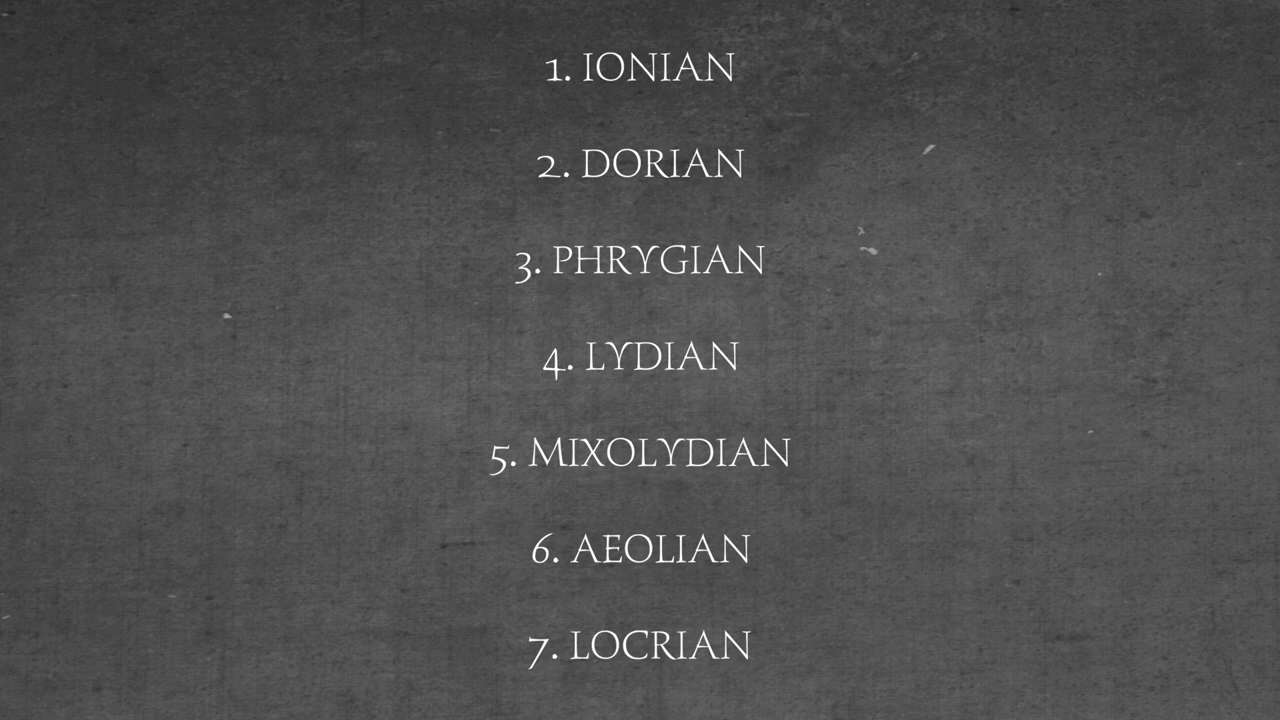 1. IONIAN
2. DORIAN
3. PHRYGIAN
4. LYDIAN
5. MIXOLYDIAN
6. AEOLIAN
7. LOCRIAN